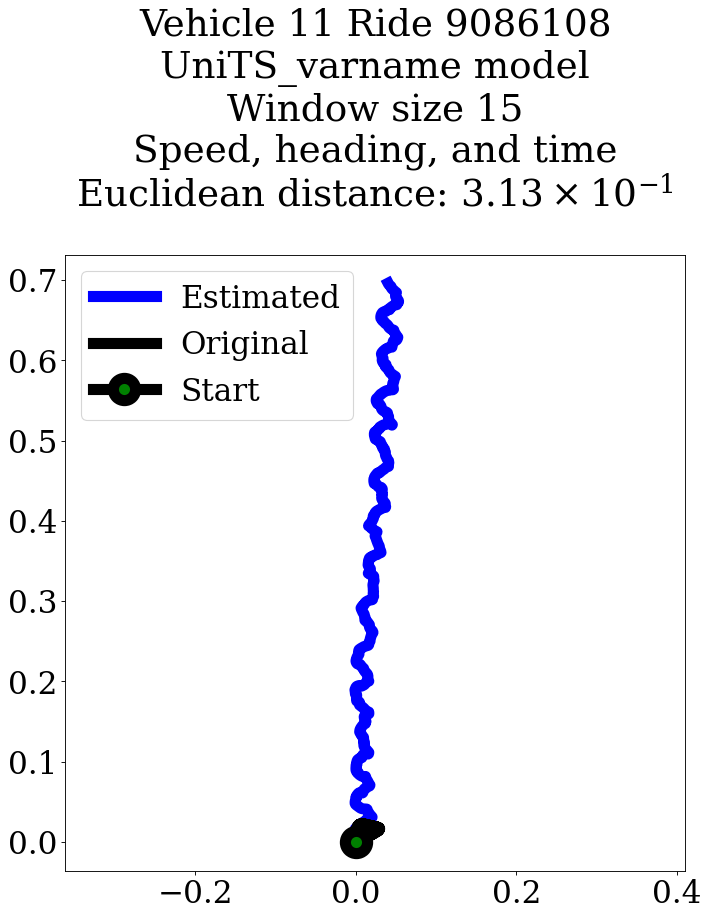 Vehicle 11 Ride 9086108
UniTS_varname model
Window size 15
Speed, heading, and time
Euclidean distance: 3.13 × 10⁻¹
Estimated
Original
Start
0.7
0.6
0.5
0.4
0.3
0.2
0.1
0.0
−0.2 0.0 0.2 0.4